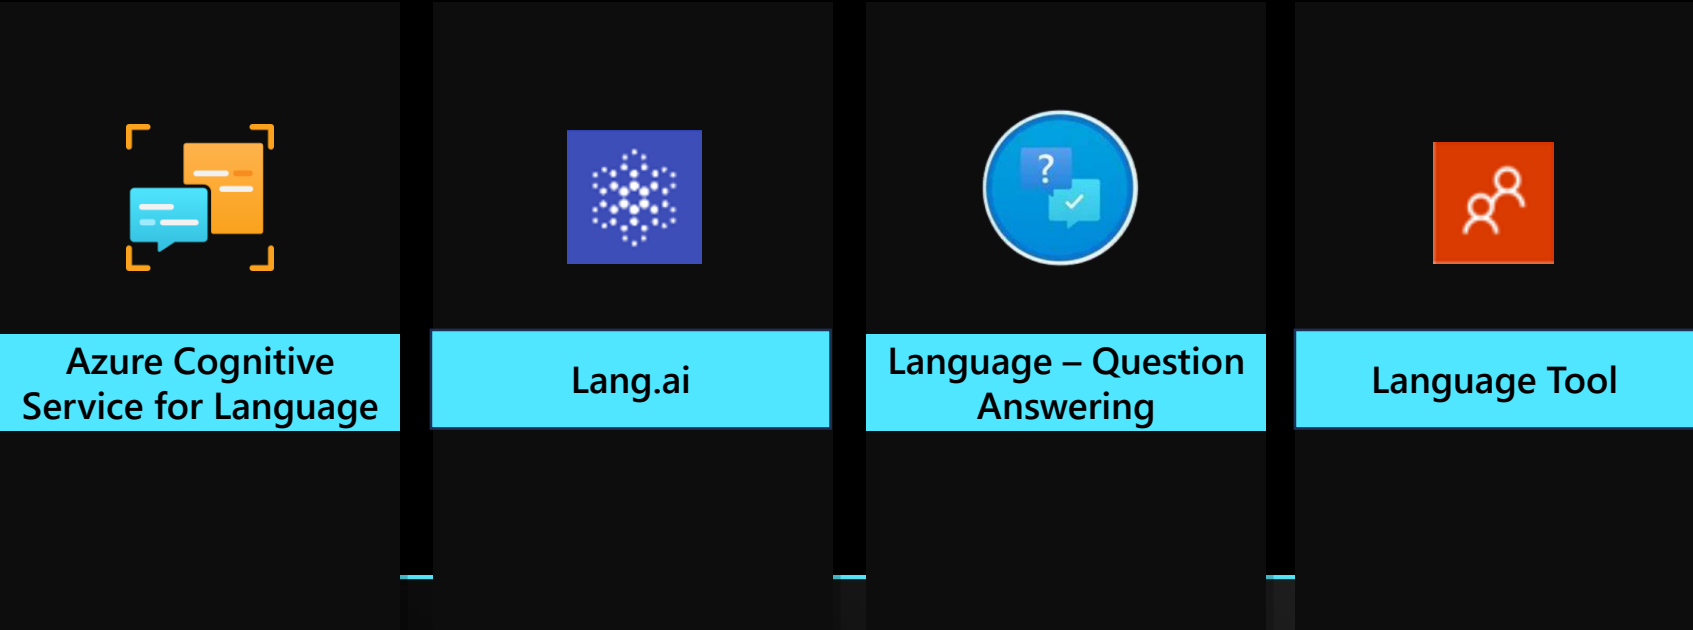 ?
Azure Cognitive
Service for Language
Lang.ai
Language – Question
Answering
Language Tool